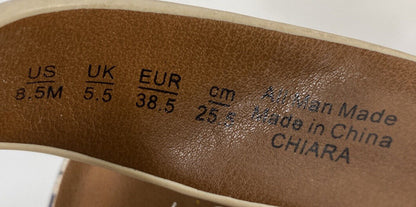 US UK EUR cm
8.5M 5.5 38.5 25.5
All Man Made
Made in China
CHIARA